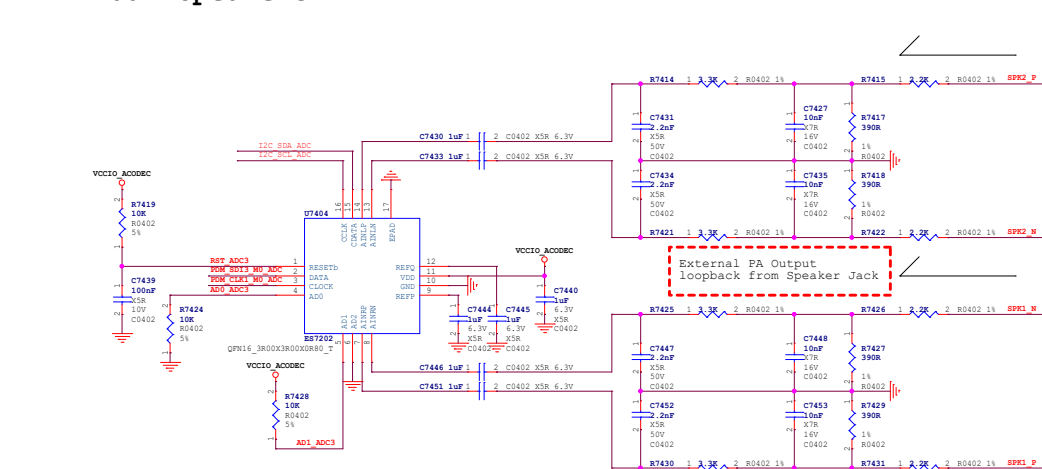 R7414 1 3.3K 2 R0402 1%
R7415 1 2.2K 2 R0402 1% SPK2_P
C7431
2.2nF
X5R
50V
C0402
C7427
10nF
X7R
16V
C0402
R7417
390R
1%
R0402
C7430 1uF 1 2 C0402 X5R 6.3V
C7433 1uF 1 2 C0402 X5R 6.3V
I2C_SDA_ADC
I2C_SCL_ADC
C7434
2.2nF
X5R
50V
C0402
C7435
10nF
X7R
16V
C0402
R7418
390R
1%
R0402
R7421 1 3.3K 2 R0402 1%
R7422 1 2.2K 2 R0402 1% SPK2_N
VCCIO_ACODEC
R7419
10K
R0402
5%
16 15 14 13 17
U7404
CCLK CDATA AINLP AINLN EPAD
RST_ADC3 1 RESETb
PDM_SDI3_M0_ADC 2 DATA
PDM_CLK1_M0_ADC 3 CLOCK
AD0_ADC3 4 AD0
REFQ 12
VDD 11
GND 10
REFP 9
AD1 AD2 AINRP AINRN
5 6 7 8
ES7202
QFN16_3R00X3R00X0R80_T
C7439
100nF
X5R
10V
C0402
R7424
10K
R0402
5%
VCCIO_ACODEC
C7440
1uF
6.3V
X5R
C0402
C7444
1uF
6.3V
X5R
C0402
C7445
1uF
6.3V
X5R
C0402
External PA Output
loopback from Speaker Jack
R7425 1 3.3K 2 R0402 1%
R7426 1 2.2K 2 R0402 1% SPK1_N
C7447
2.2nF
X5R
50V
C0402
C7448
10nF
X7R
16V
C0402
R7427
390R
1%
R0402
C7446 1uF 1 2 C0402 X5R 6.3V
C7451 1uF 1 2 C0402 X5R 6.3V
VCCIO_ACODEC
R7428
10K
R0402
5%
AD1_ADC3
C7452
2.2nF
X5R
50V
C0402
C7453
10nF
X7R
16V
C0402
R7429
390R
1%
R0402
R7430 1 3.3K 2 R0402 1%
R7431 1 2.2K 2 R0402 1% SPK1_P